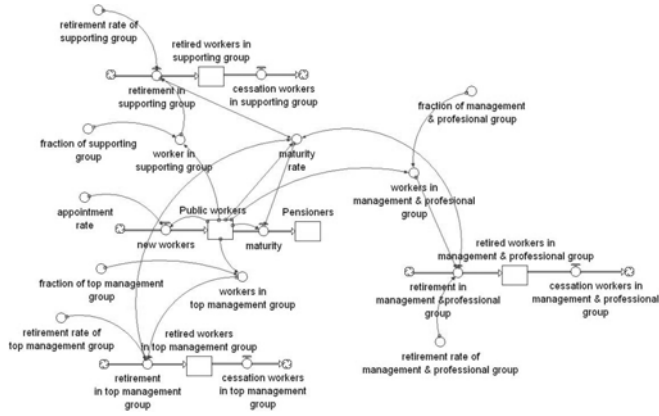 retirement rate of
supporting group
retired workers in
supporting group
retirement in
supporting group
cessation workers
in supporting group
fraction of management
& profesional group
fraction of supporting
group
worker in
supporting group
maturity
rate
workers in
management & profesional
group
appointment
rate
Public workers
Pensioners
new workers
maturity
retired workers in
management & professional
group
fraction of top management
group
workers in
top management group
retirement in
management & professional
group
cessation workers in
management & professional
group
retirement rate of
top management group
retired workers
in top management group
retirement rate of
management & professional group
retirement
in top management group
cessation workers
in top management group